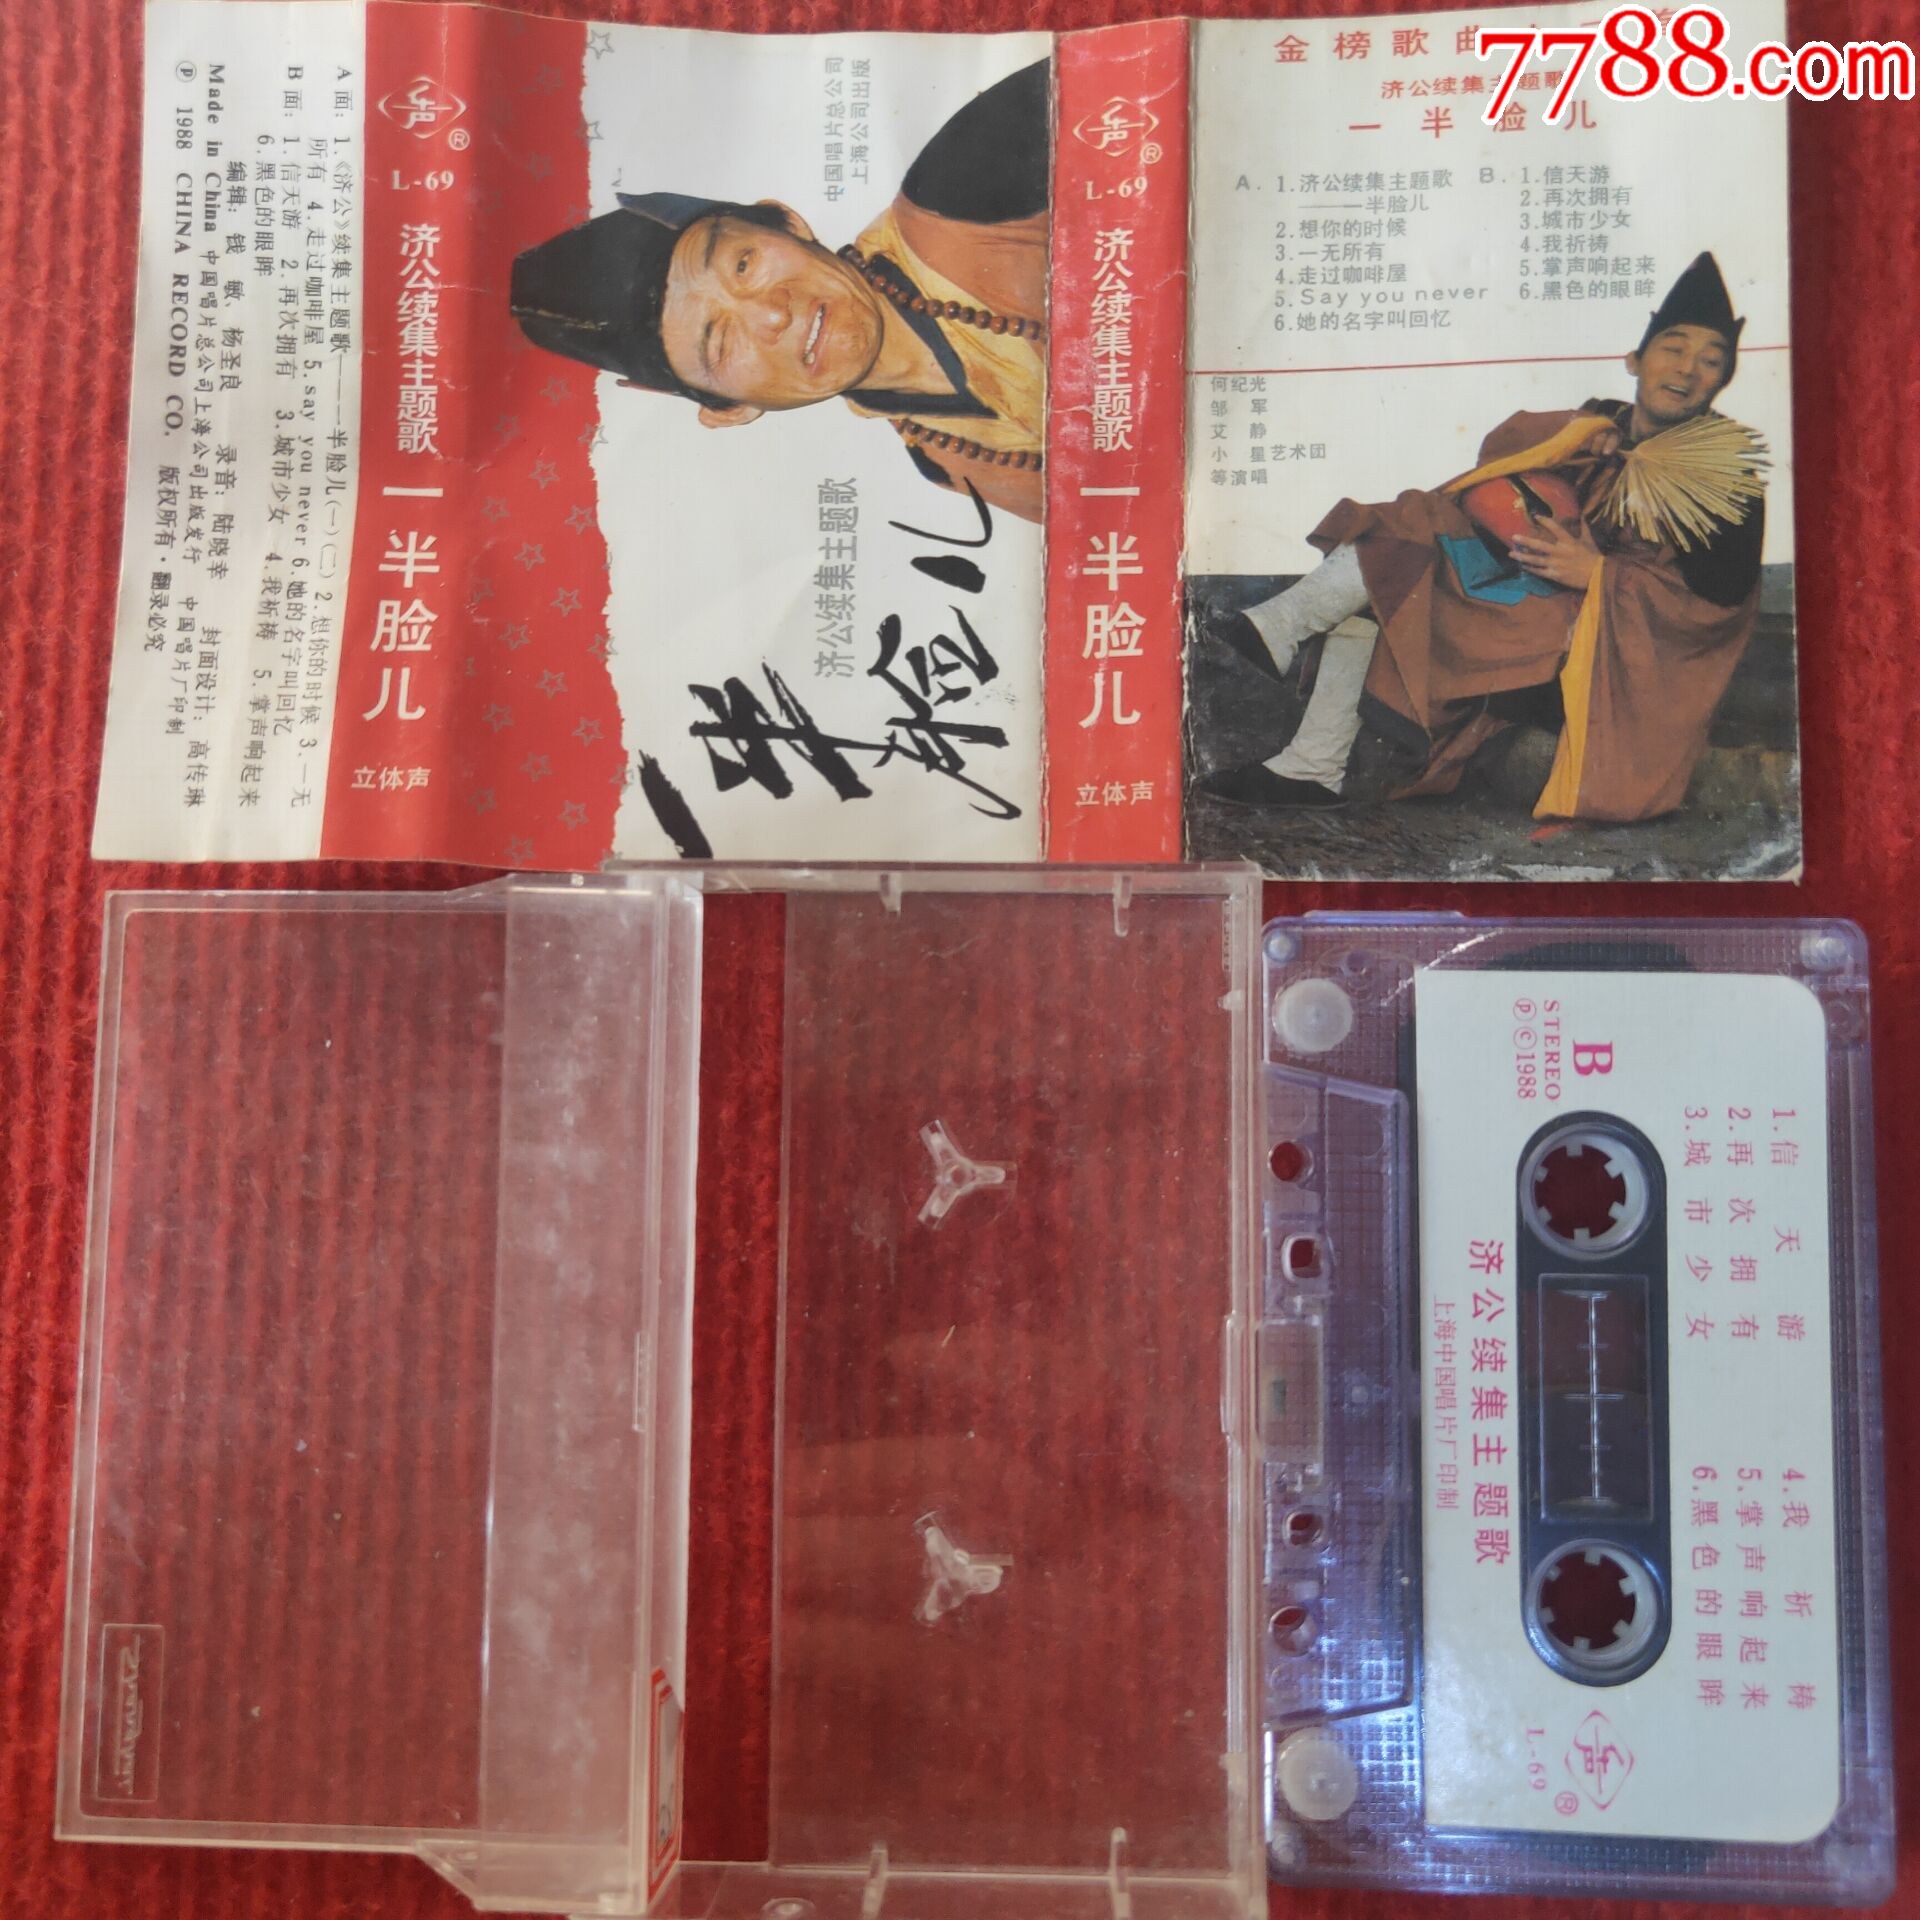 A面：1.《济公》续集主题歌———一半脸儿(一)(二) 2.想你的时候 3.一无
所有 4.走过咖啡屋 5.say you never 6.她的名字叫回忆
B面：1.信天游 2.再次拥有 3.城市少女 4.我祈祷 5.掌声响起来
6.黑色的眼眸
编辑：钱 敏、杨圣良 录音：陆晓幸 封面设计：高传琳
Made in China 中国唱片总公司上海公司出版发行 中国唱片厂印制
Ⓟ 1988 CHINA RECORD CO. 版权所有·翻录必究
乐声®
L-69
济公续集主题歌
一半脸儿
立体声
中国唱片总公司
上海公司出版
济公续集主题歌
一半脸儿
乐声®
L-69
济公续集主题歌
一半脸儿
立体声
金榜歌曲
济公续集主题歌
一半脸儿
A. 1.济公续集主题歌
———半脸儿
2.想你的时候
3.一无所有
4.走过咖啡屋
5.Say you never
6.她的名字叫回忆
B. 1.信天游
2.再次拥有
3.城市少女
4.我祈祷
5.掌声响起来
6.黑色的眼眸
何纪光
邹 军
艾 静
小 星艺术团
等演唱
7788.com
B
STEREO
Ⓟⓒ1988
1.信天游
2.再次拥有
3.城市少女
4.我祈祷
5.掌声响起来
6.黑色的眼眸
济公续集主题歌
上海中国唱片厂印制
乐声®
L-69